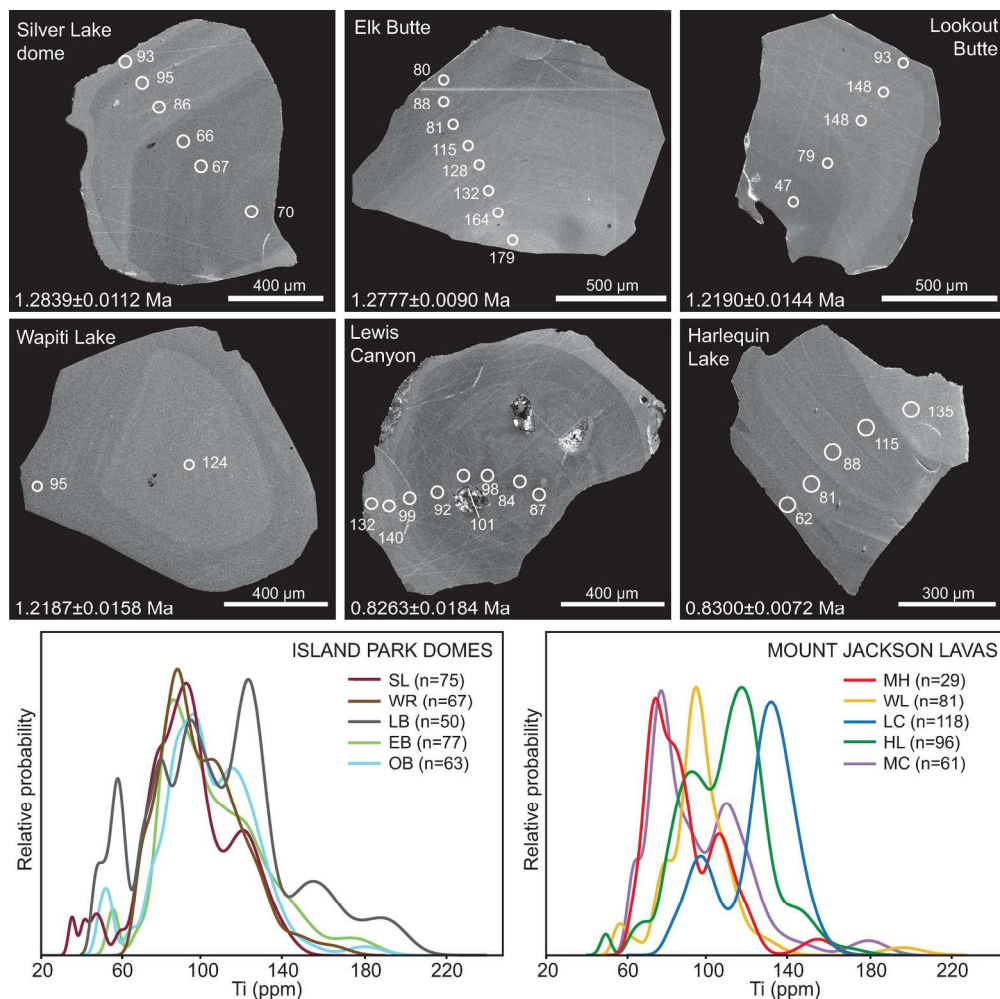 Silver Lake
dome
93
95
86
66
67
70
400 µm
1.2839±0.0112 Ma
Elk Butte
80
88
81
115
128
132
164
179
500 µm
1.2777±0.0090 Ma
Lookout
Butte
93
148
148
79
47
500 µm
1.2190±0.0144 Ma
Wapiti Lake
124
95
400 µm
1.2187±0.0158 Ma
Lewis
Canyon
98
84
87
92
101
99
132
140
400 µm
0.8263±0.0184 Ma
Harlequin
Lake
135
115
88
81
62
300 µm
0.8300±0.0072 Ma
ISLAND PARK DOMES
SL (n=75)
WR (n=67)
LB (n=50)
EB (n=77)
OB (n=63)
Relative probability
20 60 100 140 180 220
Ti (ppm)
MOUNT JACKSON LAVAS
MH (n=29)
WL (n=81)
LC (n=118)
HL (n=96)
MC (n=61)
Relative probability
20 60 100 140 180 220
Ti (ppm)